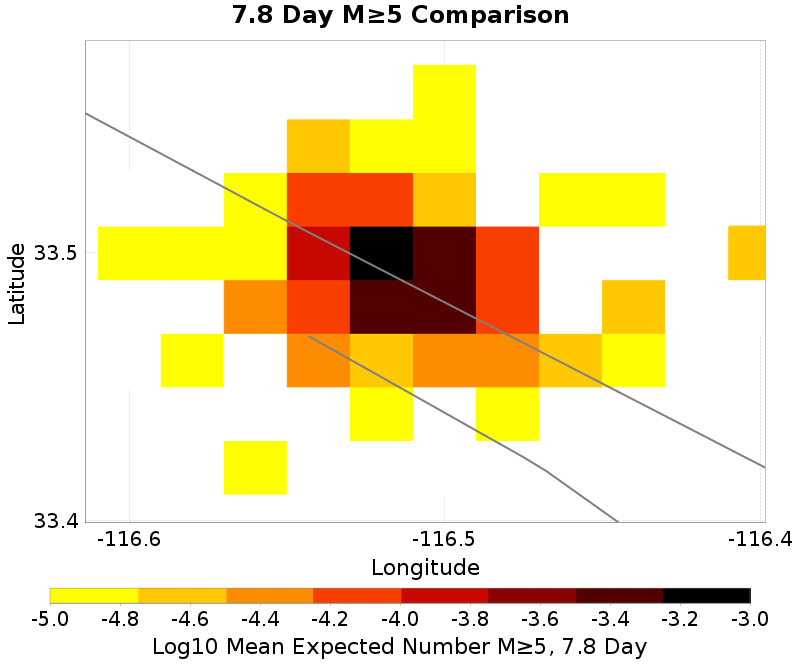 7.8 Day M≥5 Comparison
Latitude
33.5
33.4
-116.6 -116.5 -116.4
Longitude
-5.0 -4.8 -4.6 -4.4 -4.2 -4.0 -3.8 -3.6 -3.4 -3.2 -3.0
Log10 Mean Expected Number M≥5, 7.8 Day